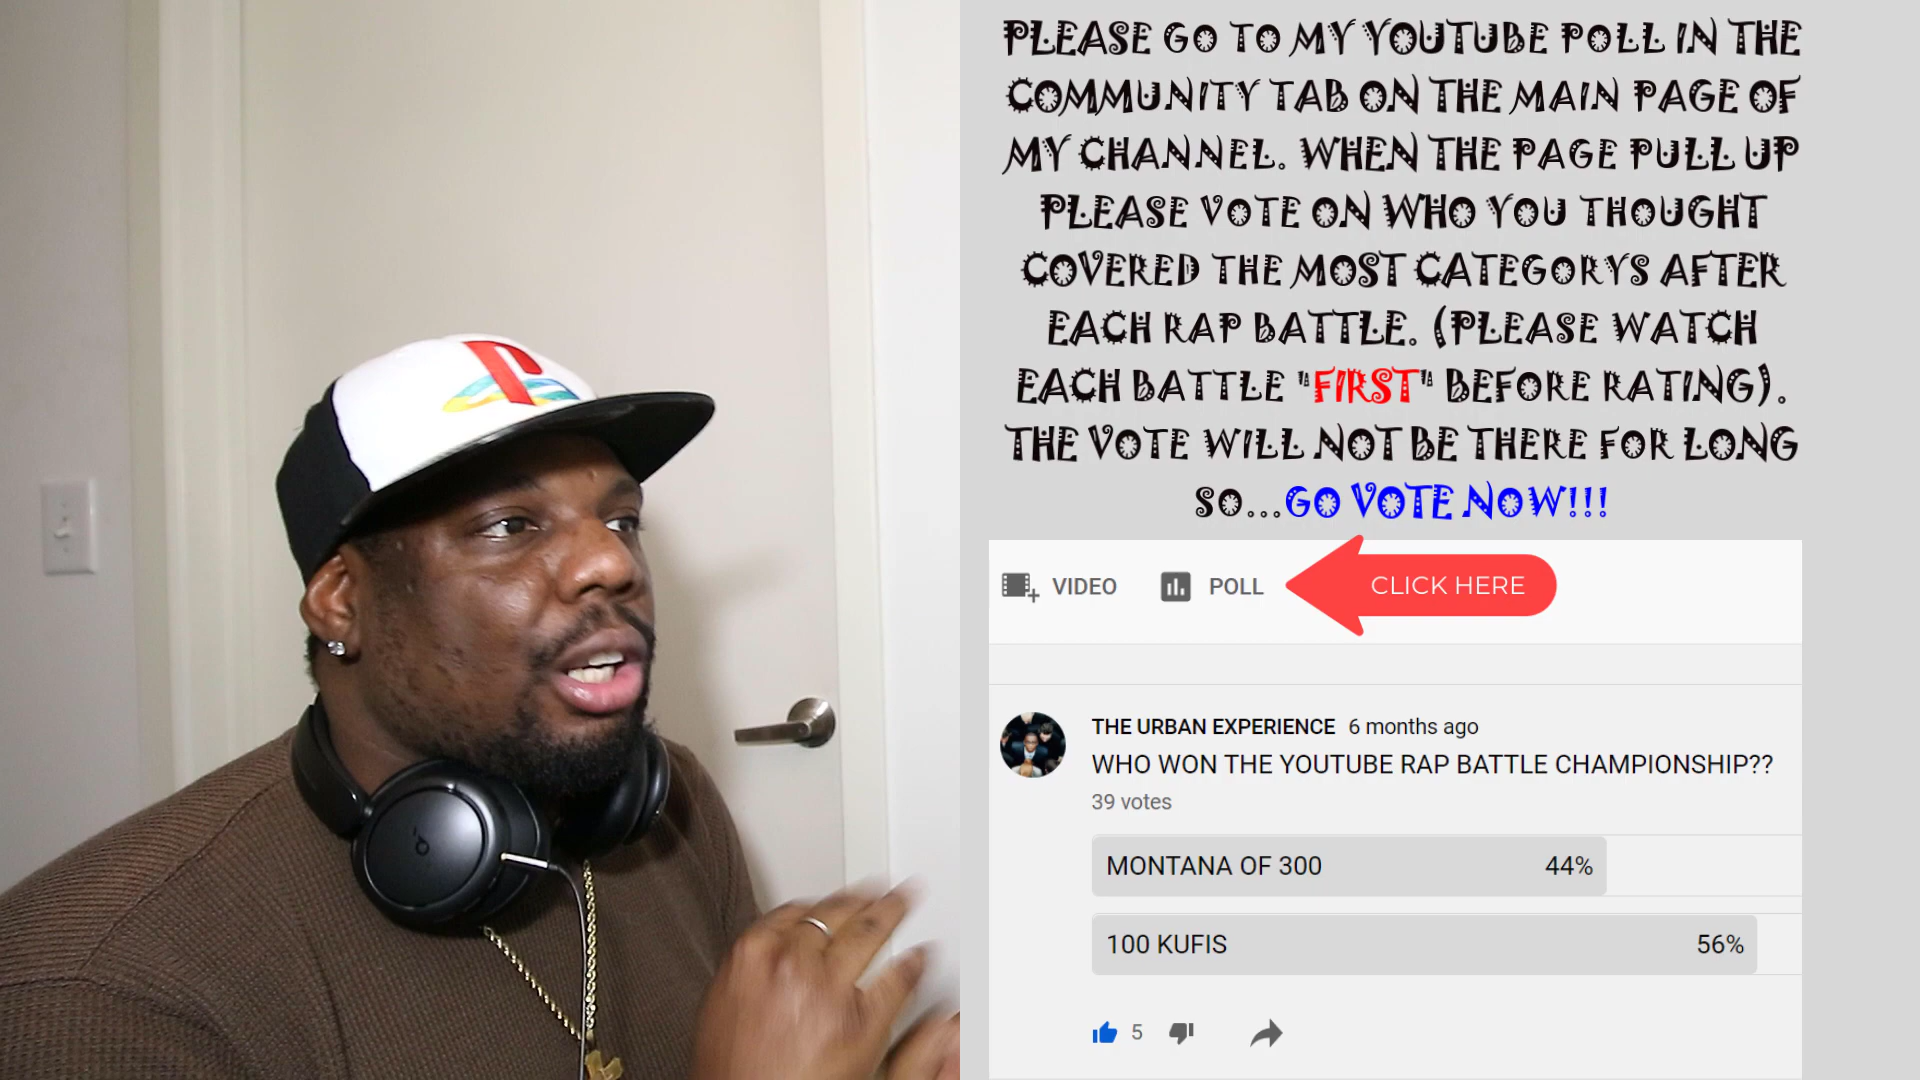 PLEASE GO TO MY YOUTUBE POLL IN THE
COMMUNITY TAB ON THE MAIN PAGE OF
MY CHANNEL. WHEN THE PAGE PULL UP
PLEASE VOTE ON WHO YOU THOUGHT
COVERED THE MOST CATEGORYS AFTER
EACH RAP BATTLE. (PLEASE WATCH
EACH BATTLE "FIRST" BEFORE RATING).
THE VOTE WILL NOT BE THERE FOR LONG
SO...GO VOTE NOW!!!
VIDEO POLL CLICK HERE
THE URBAN EXPERIENCE 6 months ago
WHO WON THE YOUTUBE RAP BATTLE CHAMPIONSHIP??
39 votes
MONTANA OF 300 44%
100 KUFIS 56%
5